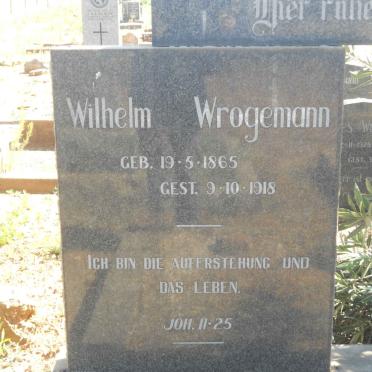 Hier ruhe
Wilhelm Wrogemann
GEB. 19·5·1865
GEST. 9·10·1918
ICH BIN DIE AUFERSTEHUNG UND
DAS LEBEN.
JOH. 11·25